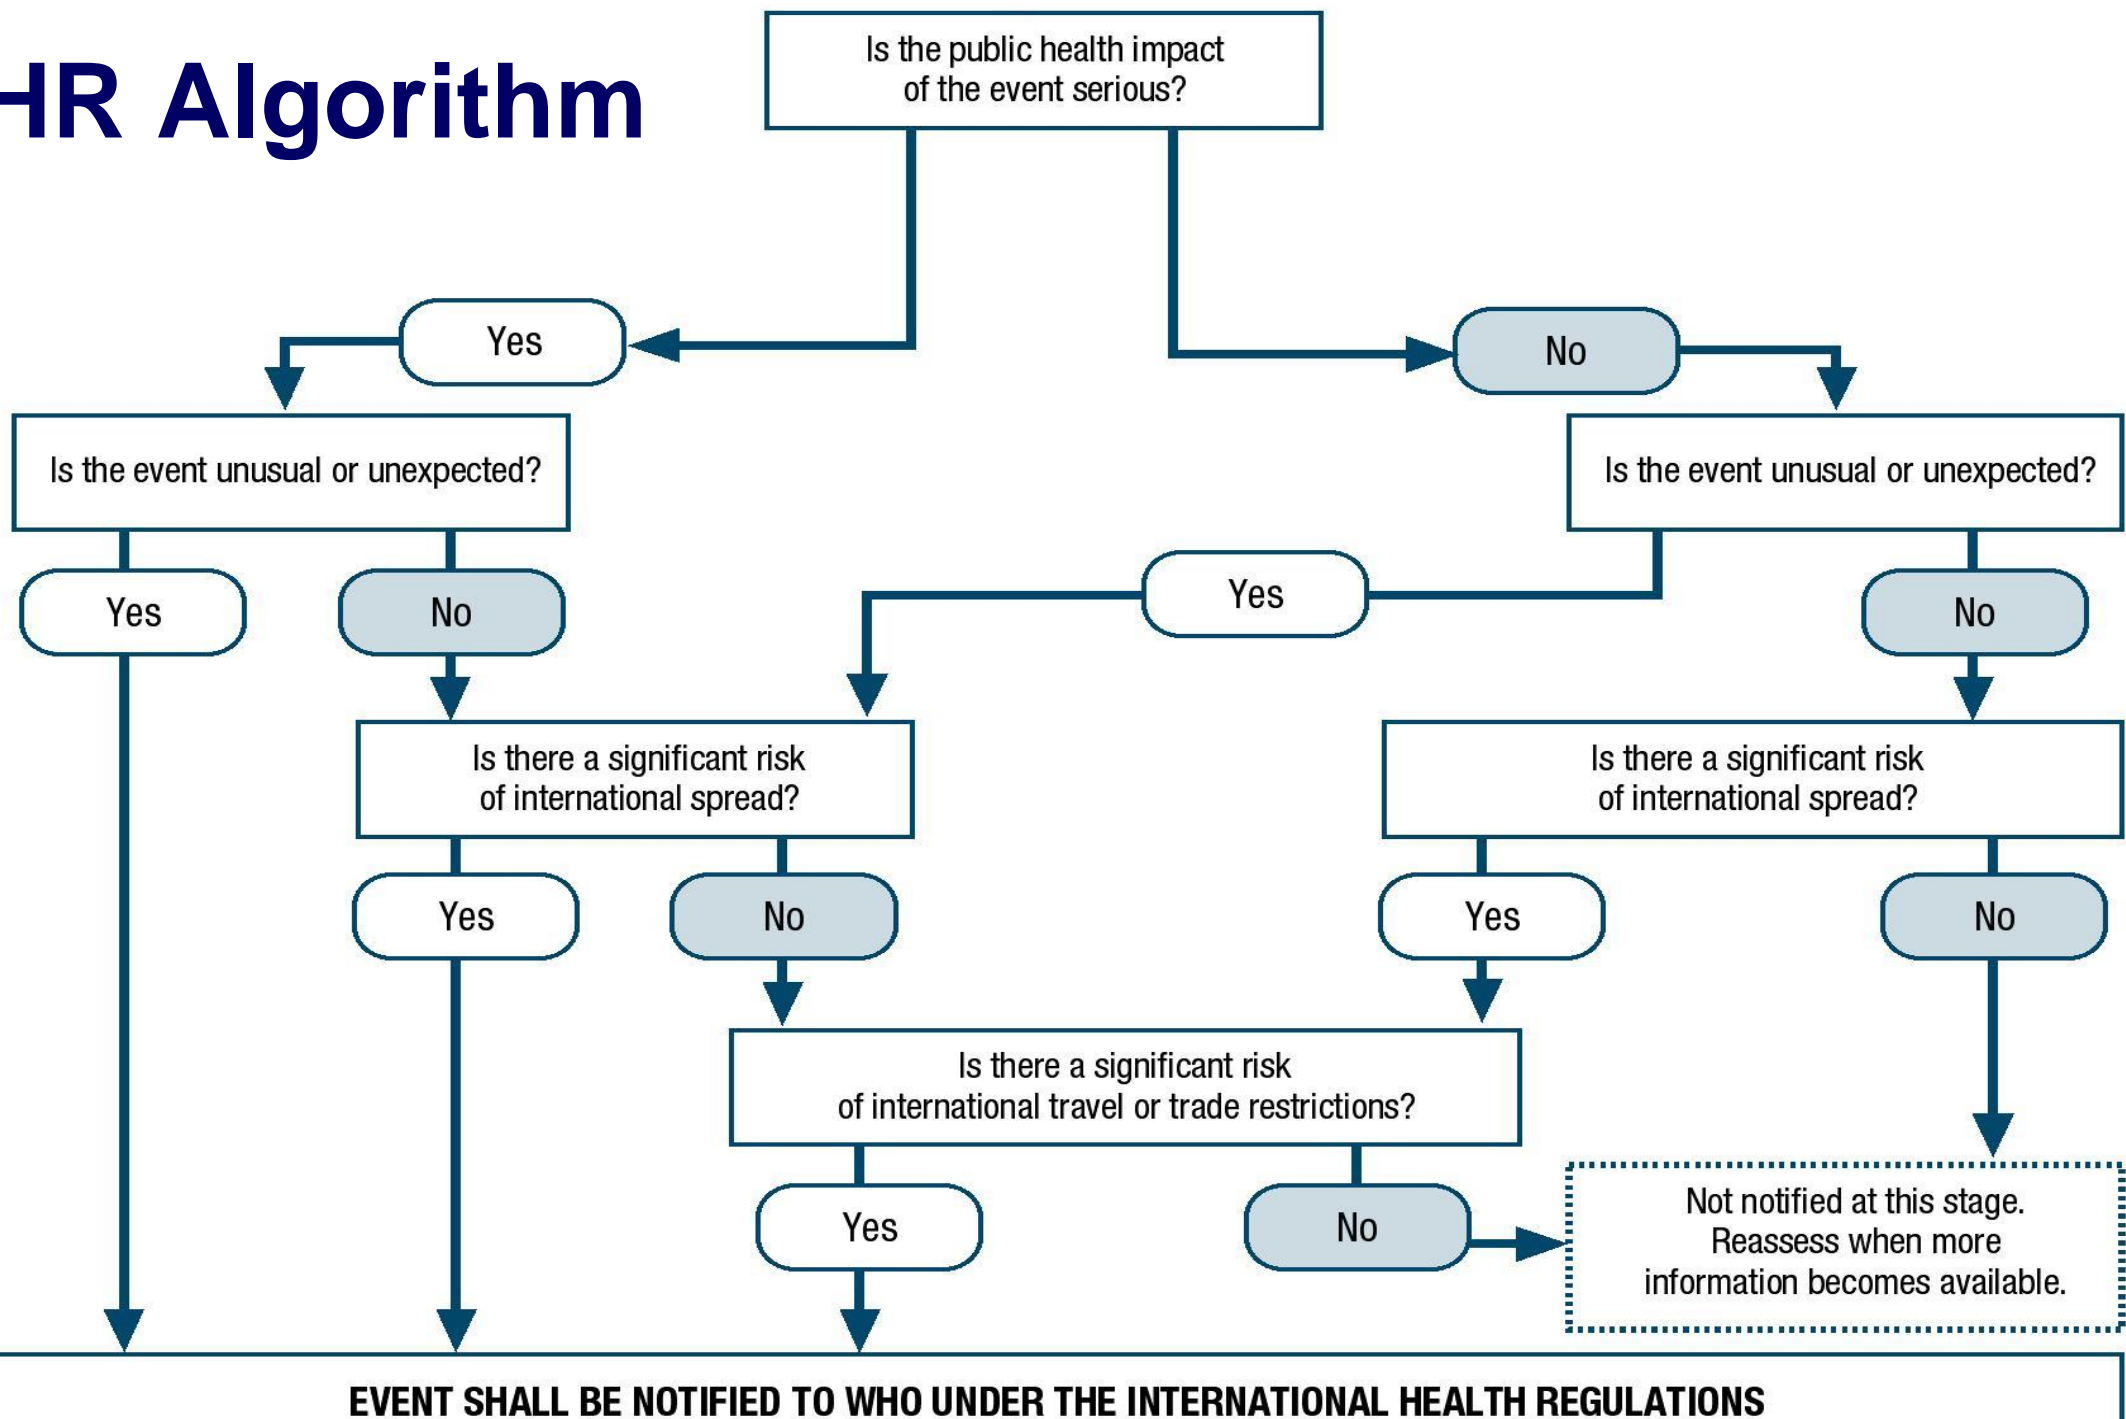 HR Algorithm
Is the public health impact
of the event serious?
Yes
No
Is the event unusual or unexpected?
Is the event unusual or unexpected?
Yes
No
Yes
No
Is there a significant risk
of international spread?
Is there a significant risk
of international spread?
Yes
No
Yes
No
Is there a significant risk
of international travel or trade restrictions?
Yes
No
Not notified at this stage.
Reassess when more
information becomes available.
EVENT SHALL BE NOTIFIED TO WHO UNDER THE INTERNATIONAL HEALTH REGULATIONS